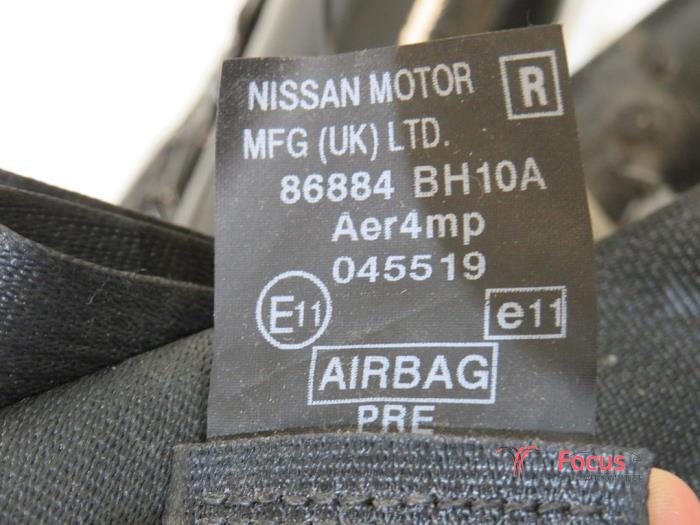 NISSAN MOTOR R
MFG (UK) LTD.
86884 BH10A
Aer4mp
045519
E11 e11
AIRBAG
PRE
Focus